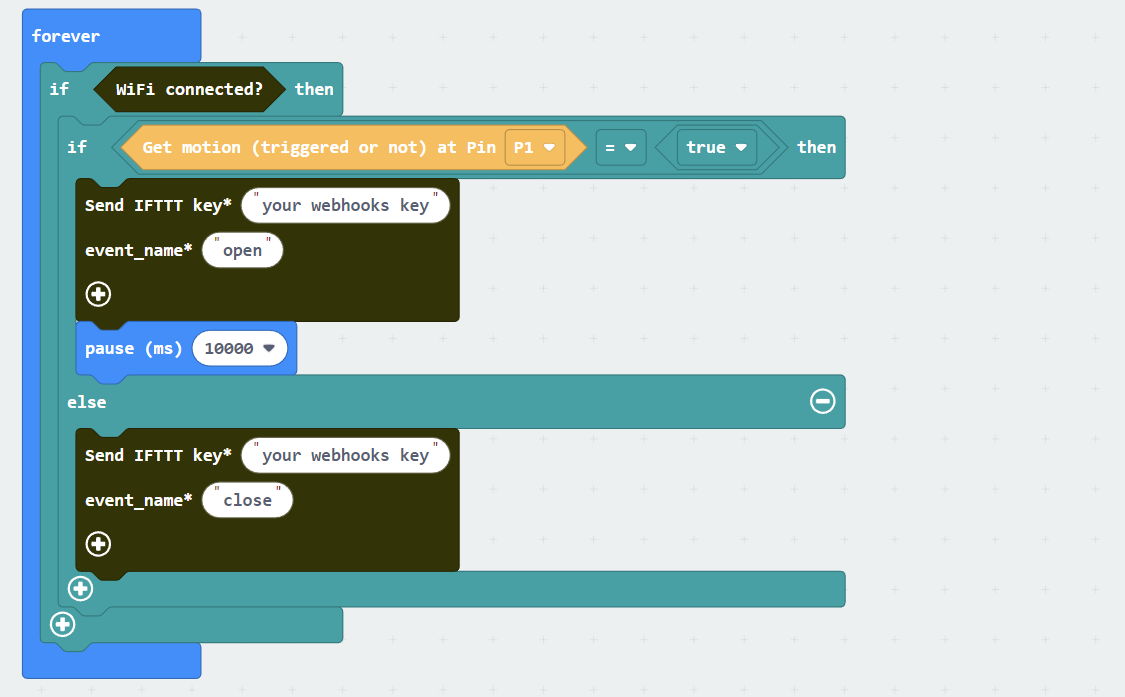 forever
if WiFi connected? then
if Get motion (triggered or not) at Pin P1 = true then
Send IFTTT key* "your webhooks key"
event_name* "open"
pause (ms) 10000
else
Send IFTTT key* "your webhooks key"
event_name* "close"